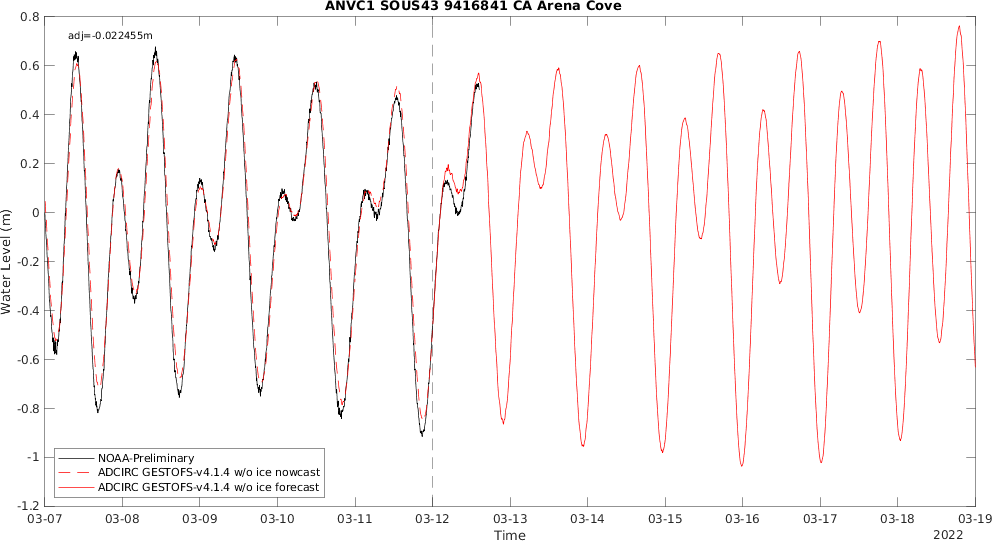 ANVC1 SOUS43 9416841 CA Arena Cove
adj=-0.022455m
0.8
0.6
0.4
0.2
0
-0.2
-0.4
-0.6
-0.8
-1
-1.2
Water Level (m)
NOAA-Preliminary
ADCIRC GESTOFS-v4.1.4 w/o ice nowcast
ADCIRC GESTOFS-v4.1.4 w/o ice forecast
03-07 03-08 03-09 03-10 03-11 03-12 03-13 03-14 03-15 03-16 03-17 03-18 03-19
Time
2022